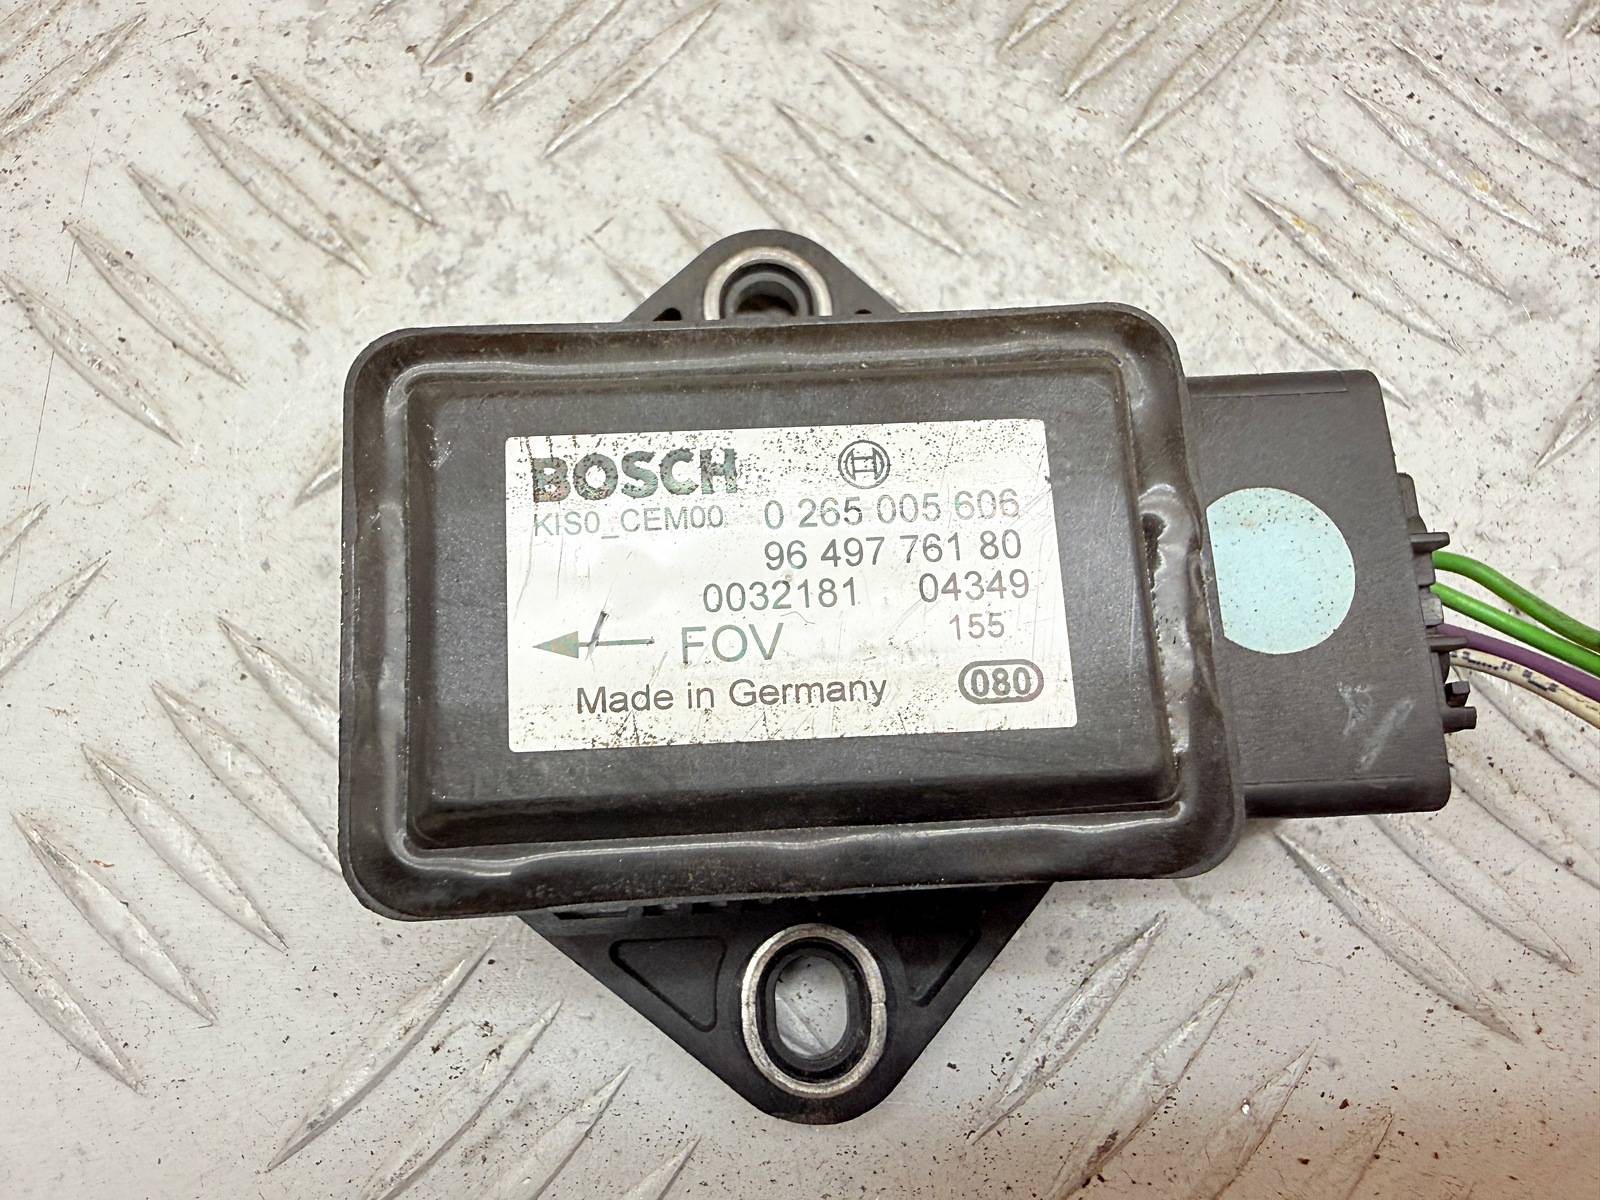 BOSCH
KIS0_CEM00 0 265 005 606
96 497 761 80
0032181 04349
FOV 155
Made in Germany 080